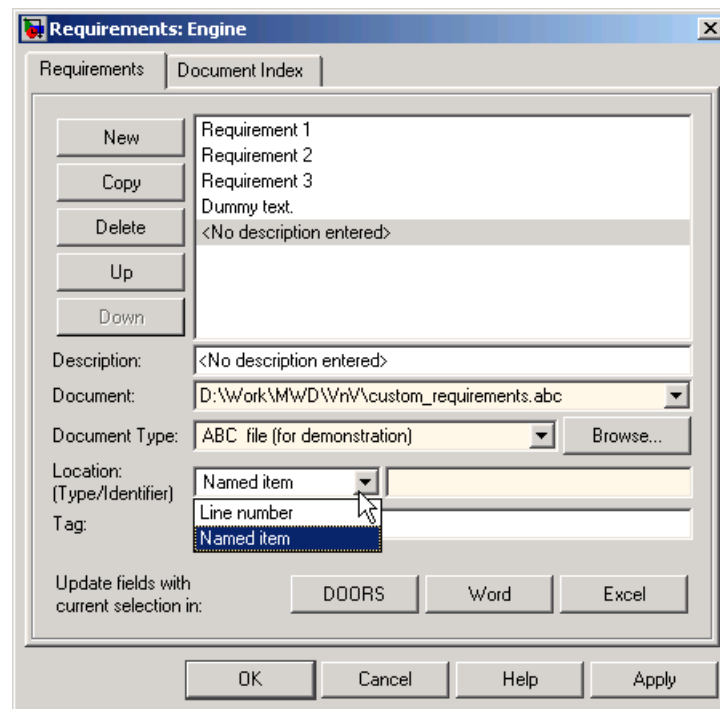 Requirements: Engine
Requirements
Document Index
New
Copy
Delete
Up
Down
Requirement 1
Requirement 2
Requirement 3
Dummy text.
<No description entered>
Description:
<No description entered>
Document:
D:\Work\MWD\VnV\custom_requirements.abc
Document Type:
ABC file (for demonstration)
Browse...
Location:
(Type/Identifier)
Named item
Line number
Named item
Tag:
Update fields with
current selection in:
DOORS
Word
Excel
OK
Cancel
Help
Apply